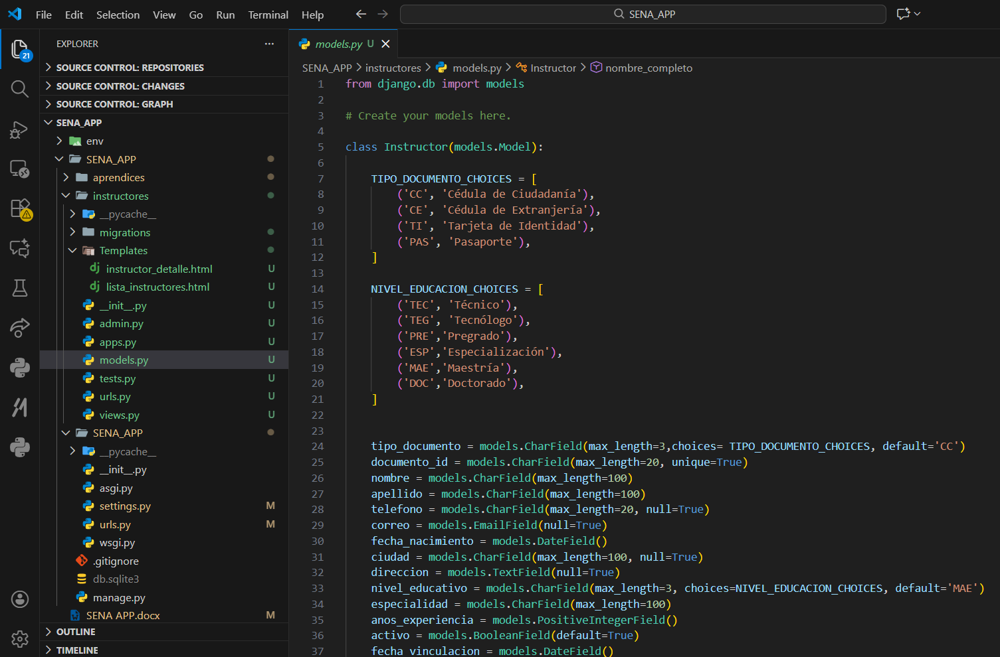 File Edit Selection View Go Run Terminal Help
SENA_APP
EXPLORER
SOURCE CONTROL: REPOSITORIES
SOURCE CONTROL: CHANGES
SOURCE CONTROL: GRAPH
SENA_APP
env
SENA_APP
aprendices
instructores
__pycache__
migrations
Templates
instructor_detalle.html U
lista_instructores.html U
__init__.py U
admin.py U
apps.py U
models.py U
tests.py U
urls.py U
views.py U
SENA_APP
__pycache__
__init__.py
asgi.py
settings.py M
urls.py M
wsgi.py
.gitignore
db.sqlite3
manage.py
SENA APP.docx M
OUTLINE
TIMELINE
21
models.py U
SENA_APP > instructores > models.py > Instructor > nombre_completo
1 from django.db import models
2
3 # Create your models here.
4
5 class Instructor(models.Model):
6
7 TIPO_DOCUMENTO_CHOICES = [
8 ('CC', 'Cédula de Ciudadanía'),
9 ('CE', 'Cédula de Extranjería'),
10 ('TI', 'Tarjeta de Identidad'),
11 ('PAS', 'Pasaporte'),
12 ]
13
14 NIVEL_EDUCACION_CHOICES = [
15 ('TEC', 'Técnico'),
16 ('TEG', 'Tecnólogo'),
17 ('PRE','Pregrado'),
18 ('ESP','Especialización'),
19 ('MAE','Maestría'),
20 ('DOC','Doctorado'),
21 ]
22
23
24 tipo_documento = models.CharField(max_length=3,choices= TIPO_DOCUMENTO_CHOICES, default='CC')
25 documento_id = models.CharField(max_length=20, unique=True)
26 nombre = models.CharField(max_length=100)
27 apellido = models.CharField(max_length=100)
28 telefono = models.CharField(max_length=20, null=True)
29 correo = models.EmailField(null=True)
30 fecha_nacimiento = models.DateField()
31 ciudad = models.CharField(max_length=100, null=True)
32 direccion = models.TextField(null=True)
33 nivel_educativo = models.CharField(max_length=3, choices=NIVEL_EDUCACION_CHOICES, default='MAE')
34 especialidad = models.CharField(max_length=100)
35 anos_experiencia = models.PositiveIntegerField()
36 activo = models.BooleanField(default=True)
37 fecha_vinculacion = models.DateField()